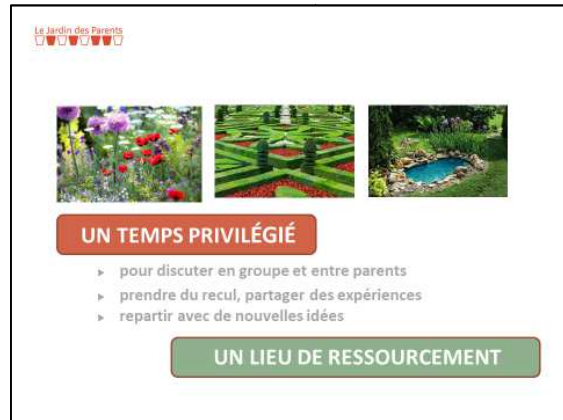 Le Jardin des Parents
UN TEMPS PRIVILÉGIÉ
pour discuter en groupe et entre parents
prendre du recul, partager des expériences
repartir avec de nouvelles idées
UN LIEU DE RESSOURCEMENT